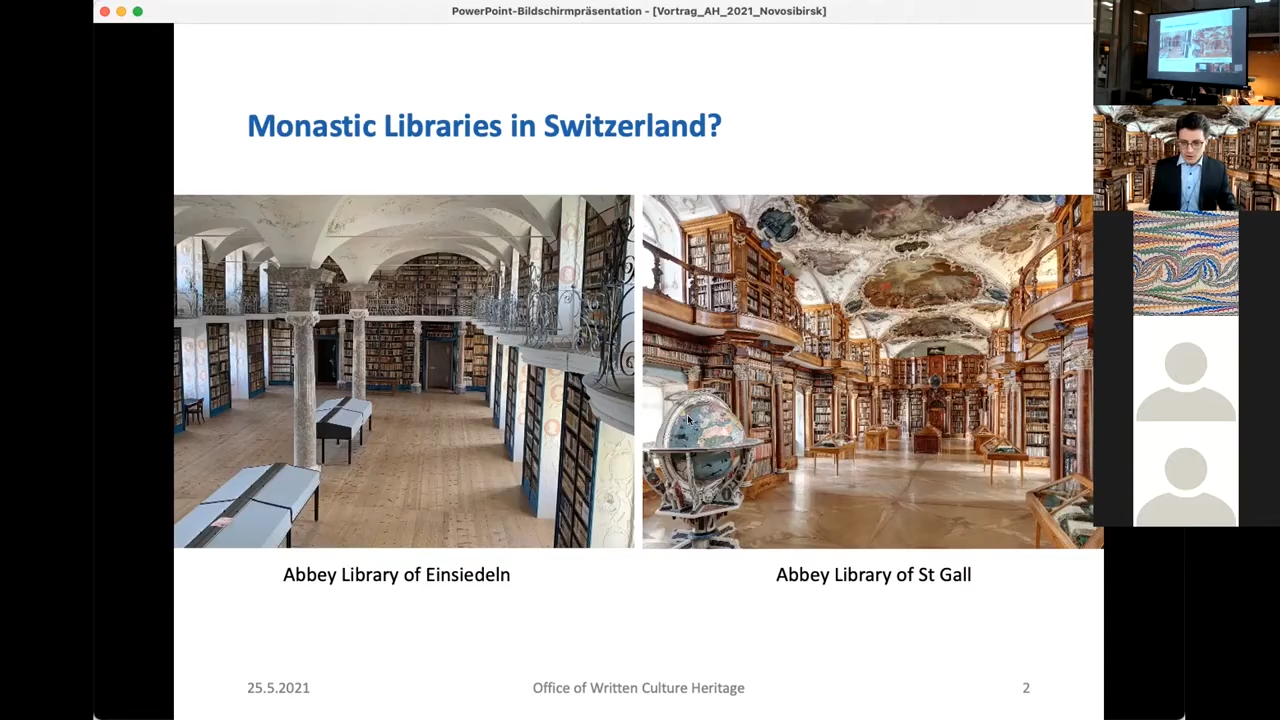 PowerPoint-Bildschirmpräsentation - [Vortrag_AH_2021_Novosibirsk]
Monastic Libraries in Switzerland?
Abbey Library of Einsiedeln
Abbey Library of St Gall
25.5.2021
Office of Written Culture Heritage
2